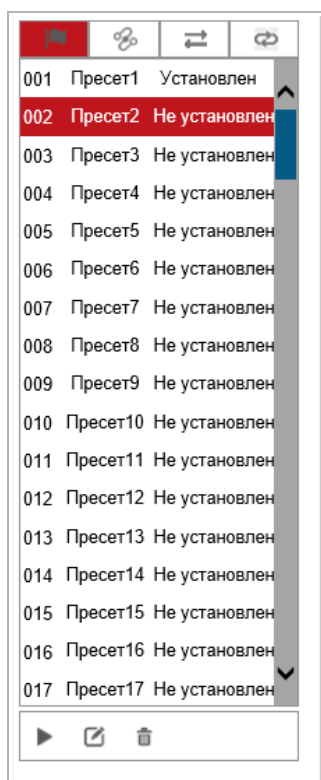 001 Пресет1 Установлен
002 Пресет2 Не установлен
003 Пресет3 Не установлен
004 Пресет4 Не установлен
005 Пресет5 Не установлен
006 Пресет6 Не установлен
007 Пресет7 Не установлен
008 Пресет8 Не установлен
009 Пресет9 Не установлен
010 Пресет10 Не установлен
011 Пресет11 Не установлен
012 Пресет12 Не установлен
013 Пресет13 Не установлен
014 Пресет14 Не установлен
015 Пресет15 Не установлен
016 Пресет16 Не установлен
017 Пресет17 Не установлен